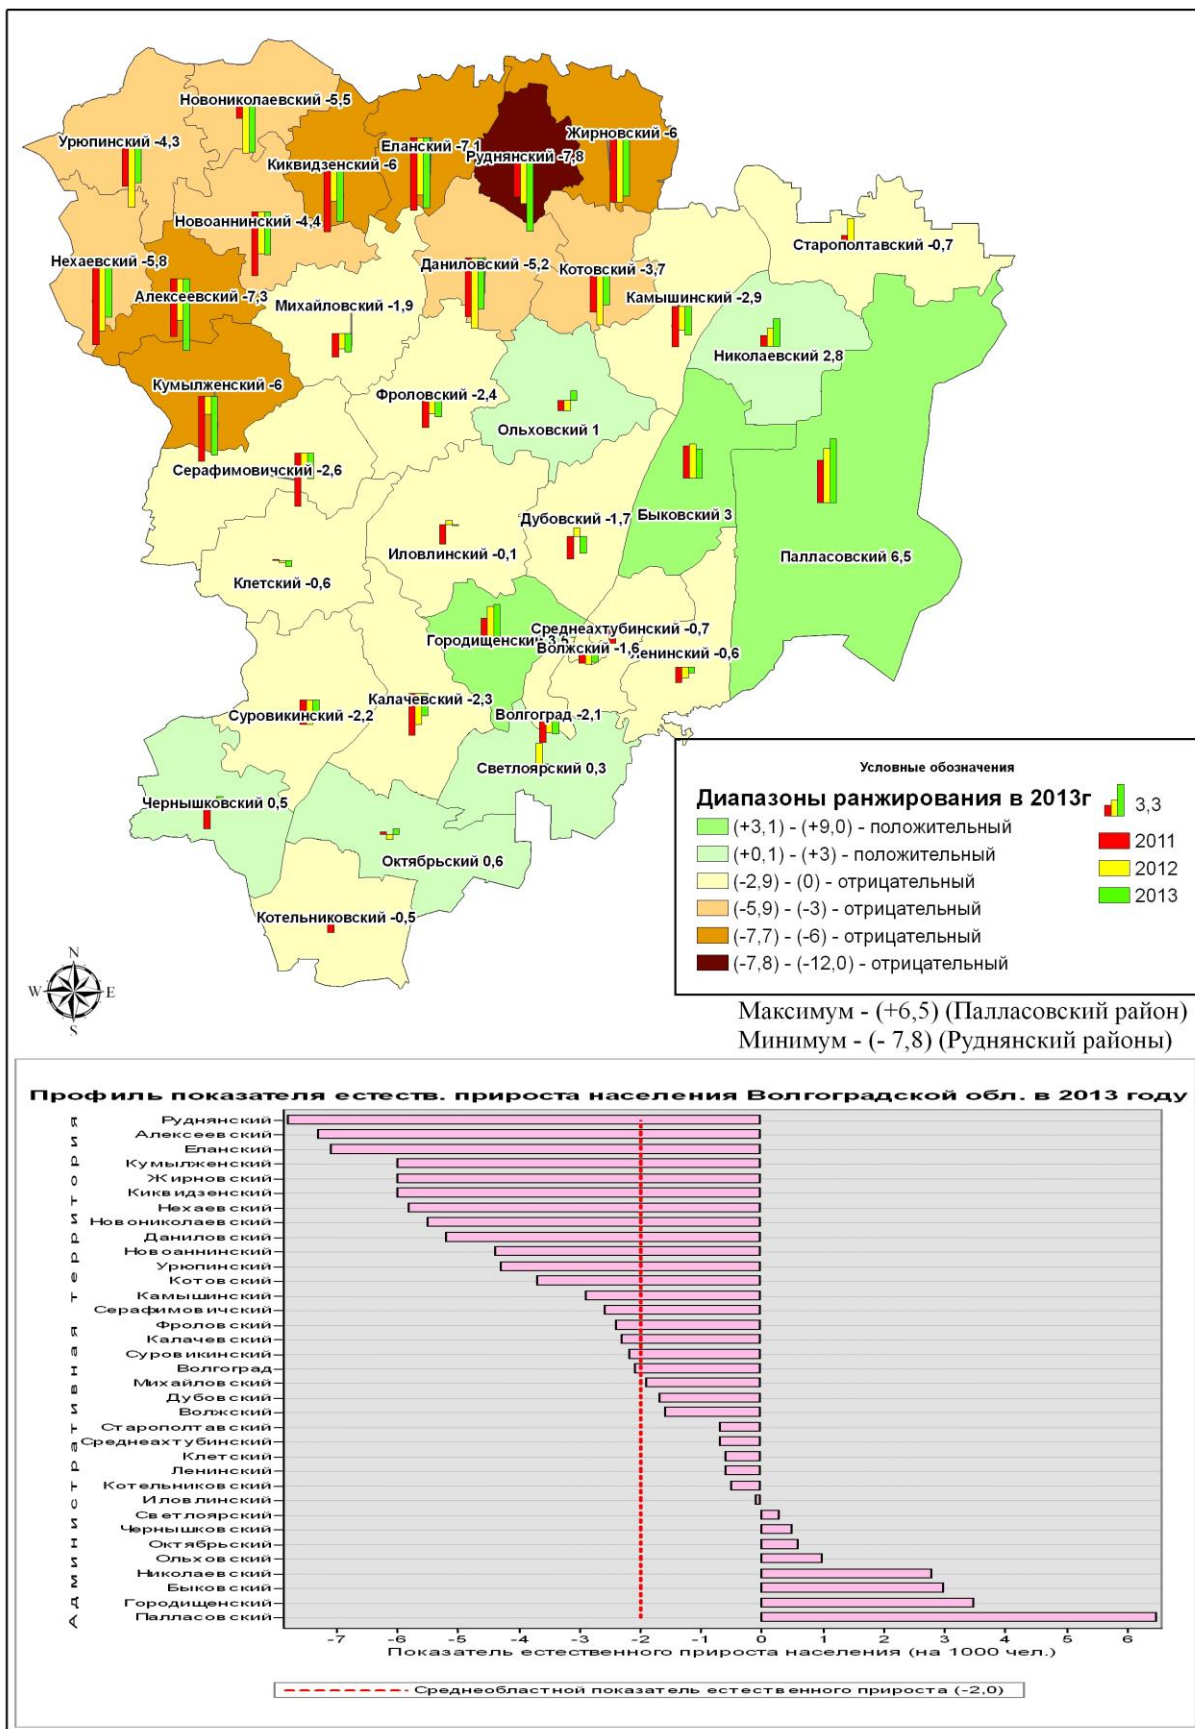 Новониколаевский -5,5
Урюпинский -4,3
Киквидзенский -6
Еланский -7,1
Руднянский -7,8
Жирновский -6
Новоаннинский -4,4
Нехаевский -5,8
Алексеевский -7,3
Михайловский -1,9
Даниловский -5,2
Котовский -3,7
Камышинский -2,9
Старополтавский -0,7
Николаевский 2,8
Кумылженский -6
Фроловский -2,4
Ольховский 1
Серафимовичский -2,6
Быковский 3
Палласовский 6,5
Дубовский -1,7
Иловлинский -0,1
Клетский -0,6
Городищенский 3,5
Среднеахтубинский -0,7
Волжский -1,6
Ленинский -0,6
Калачевский -2,3
Суровикинский -2,2
Волгоград -2,1
Светлоярский 0,3
Чернышковский 0,5
Октябрьский 0,6
Котельниковский -0,5
N
W E
S
Условные обозначения
Диапазоны ранжирования в 2013г
(+3,1) - (+9,0) - положительный
(+0,1) - (+3) - положительный
(-2,9) - (0) - отрицательный
(-5,9) - (-3) - отрицательный
(-7,7) - (-6) - отрицательный
(-7,8) - (-12,0) - отрицательный
3,3
2011
2012
2013
Максимум - (+6,5) (Палласовский район)
Минимум - (- 7,8) (Руднянский районы)
Профиль показателя естеств. прироста населения Волгоградской обл. в 2013 году
Административная территория
Руднянский
Алексеевский
Еланский
Кумылженский
Жирновский
Киквидзенский
Нехаевский
Новониколаевский
Даниловский
Новоаннинский
Урюпинский
Котовский
Камышинский
Серафимовичский
Фроловский
Калачевский
Суровикинский
Волгоград
Михайловский
Дубовский
Волжский
Старополтавский
Среднеахтубинский
Клетский
Ленинский
Котельниковский
Иловлинский
Светлоярский
Чернышковский
Октябрьский
Ольховский
Николаевский
Быковский
Городищенский
Палласовский
-7 -6 -5 -4 -3 -2 -1 0 1 2 3 4 5 6
Показатель естественного прироста населения (на 1000 чел.)
Среднеобластной показатель естественного прироста (-2,0)